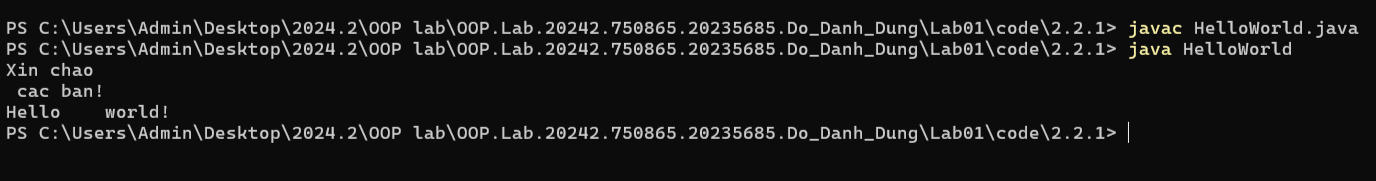 PS C:\Users\Admin\Desktop\2024.2\OOP lab\OOP.Lab.20242.750865.20235685.Do_Danh_Dung\Lab01\code\2.2.1> javac HelloWorld.java
PS C:\Users\Admin\Desktop\2024.2\OOP lab\OOP.Lab.20242.750865.20235685.Do_Danh_Dung\Lab01\code\2.2.1> java HelloWorld
Xin chao
 cac ban!
Hello    world!
PS C:\Users\Admin\Desktop\2024.2\OOP lab\OOP.Lab.20242.750865.20235685.Do_Danh_Dung\Lab01\code\2.2.1>